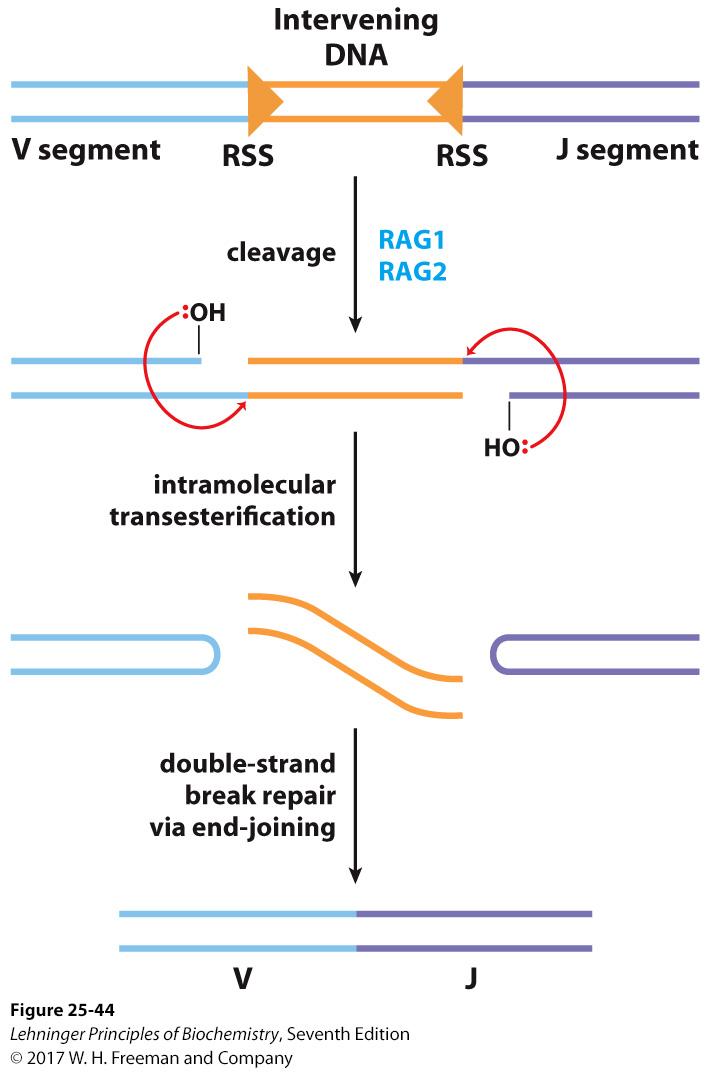 Intervening
DNA
V segment
RSS
RSS
J segment
cleavage
RAG1
RAG2
:OH
HO:
intramolecular
transesterification
double-strand
break repair
via end-joining
V
J
Figure 25-44
Lehninger Principles of Biochemistry, Seventh Edition
© 2017 W. H. Freeman and Company